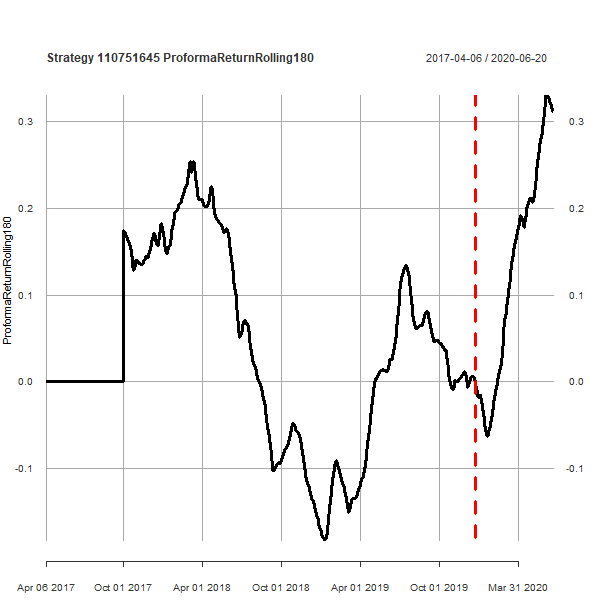 Strategy 110751645 ProformaReturnRolling180
2017-04-06 / 2020-06-20
ProformaReturnRolling180
0.3 0.3
0.2 0.2
0.1 0.1
0.0 0.0
-0.1 -0.1
Apr 06 2017 Oct 01 2017 Apr 01 2018 Oct 01 2018 Apr 01 2019 Oct 01 2019 Mar 31 2020